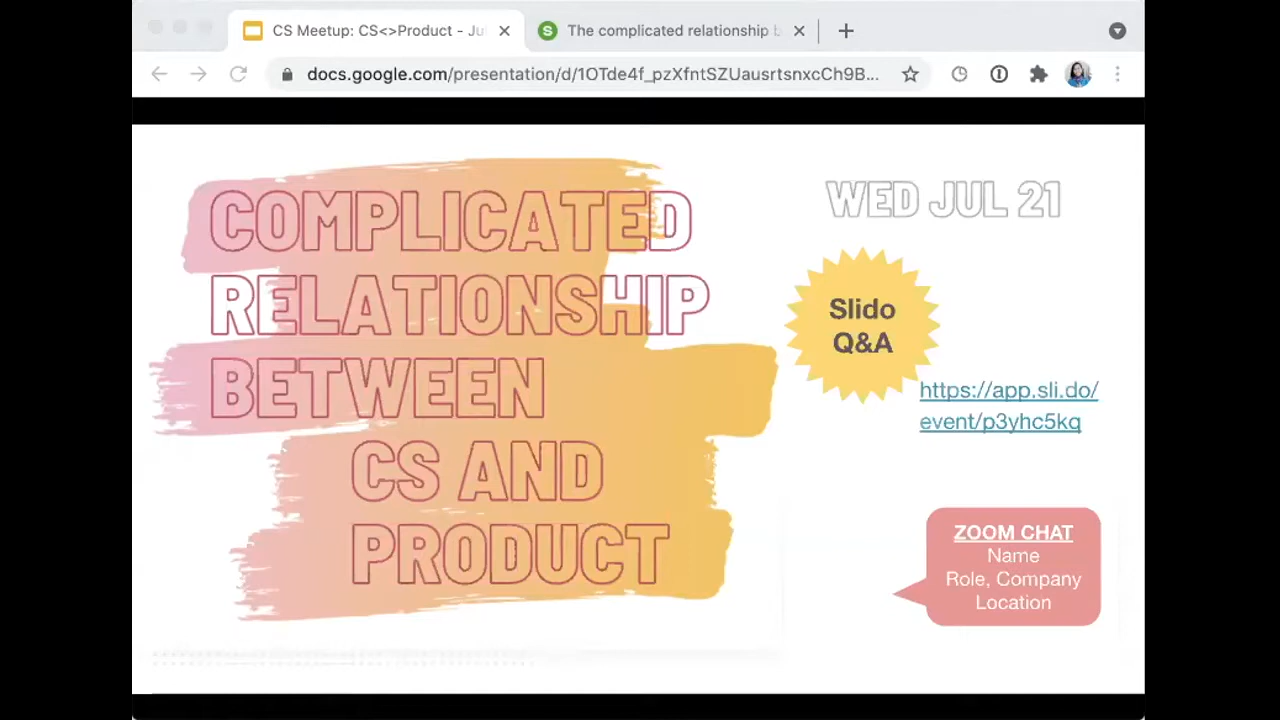 CS Meetup: CS<>Product - Ju
The complicated relationship b
docs.google.com/presentation/d/1OTde4f_pzXfntSZUausrtsnxcCh9B...
COMPLICATED
RELATIONSHIP
BETWEEN
CS AND
PRODUCT
WED JUL 21
Slido
Q&A
https://app.sli.do/
event/p3yhc5kq
ZOOM CHAT
Name
Role, Company
Location